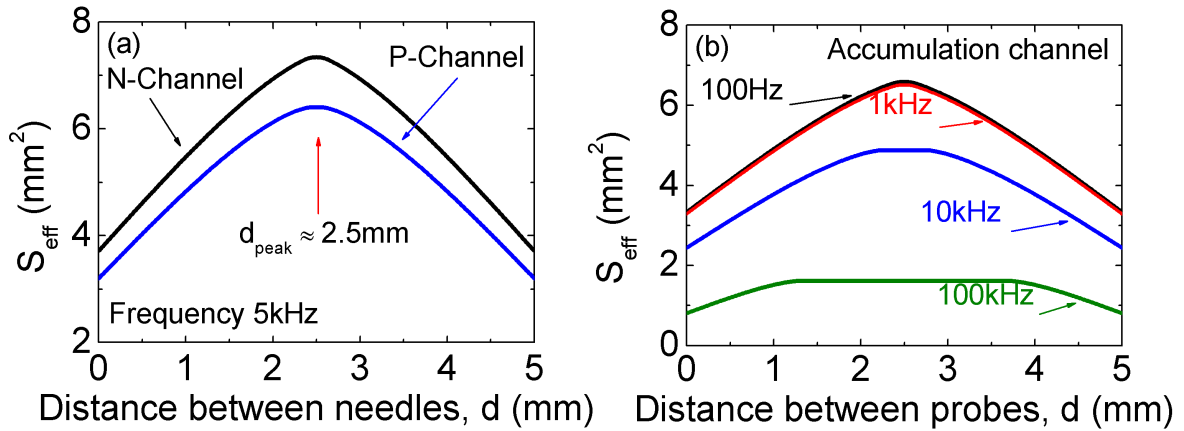 (a)
N-Channel
P-Channel
d_peak ≈ 2.5mm
Frequency 5kHz
S_eff (mm²)
8
6
4
2
0 1 2 3 4 5
Distance between needles, d (mm)
(b)
Accumulation channel
100Hz
1kHz
10kHz
100kHz
S_eff (mm²)
8
6
4
2
0
0 1 2 3 4 5
Distance between probes, d (mm)